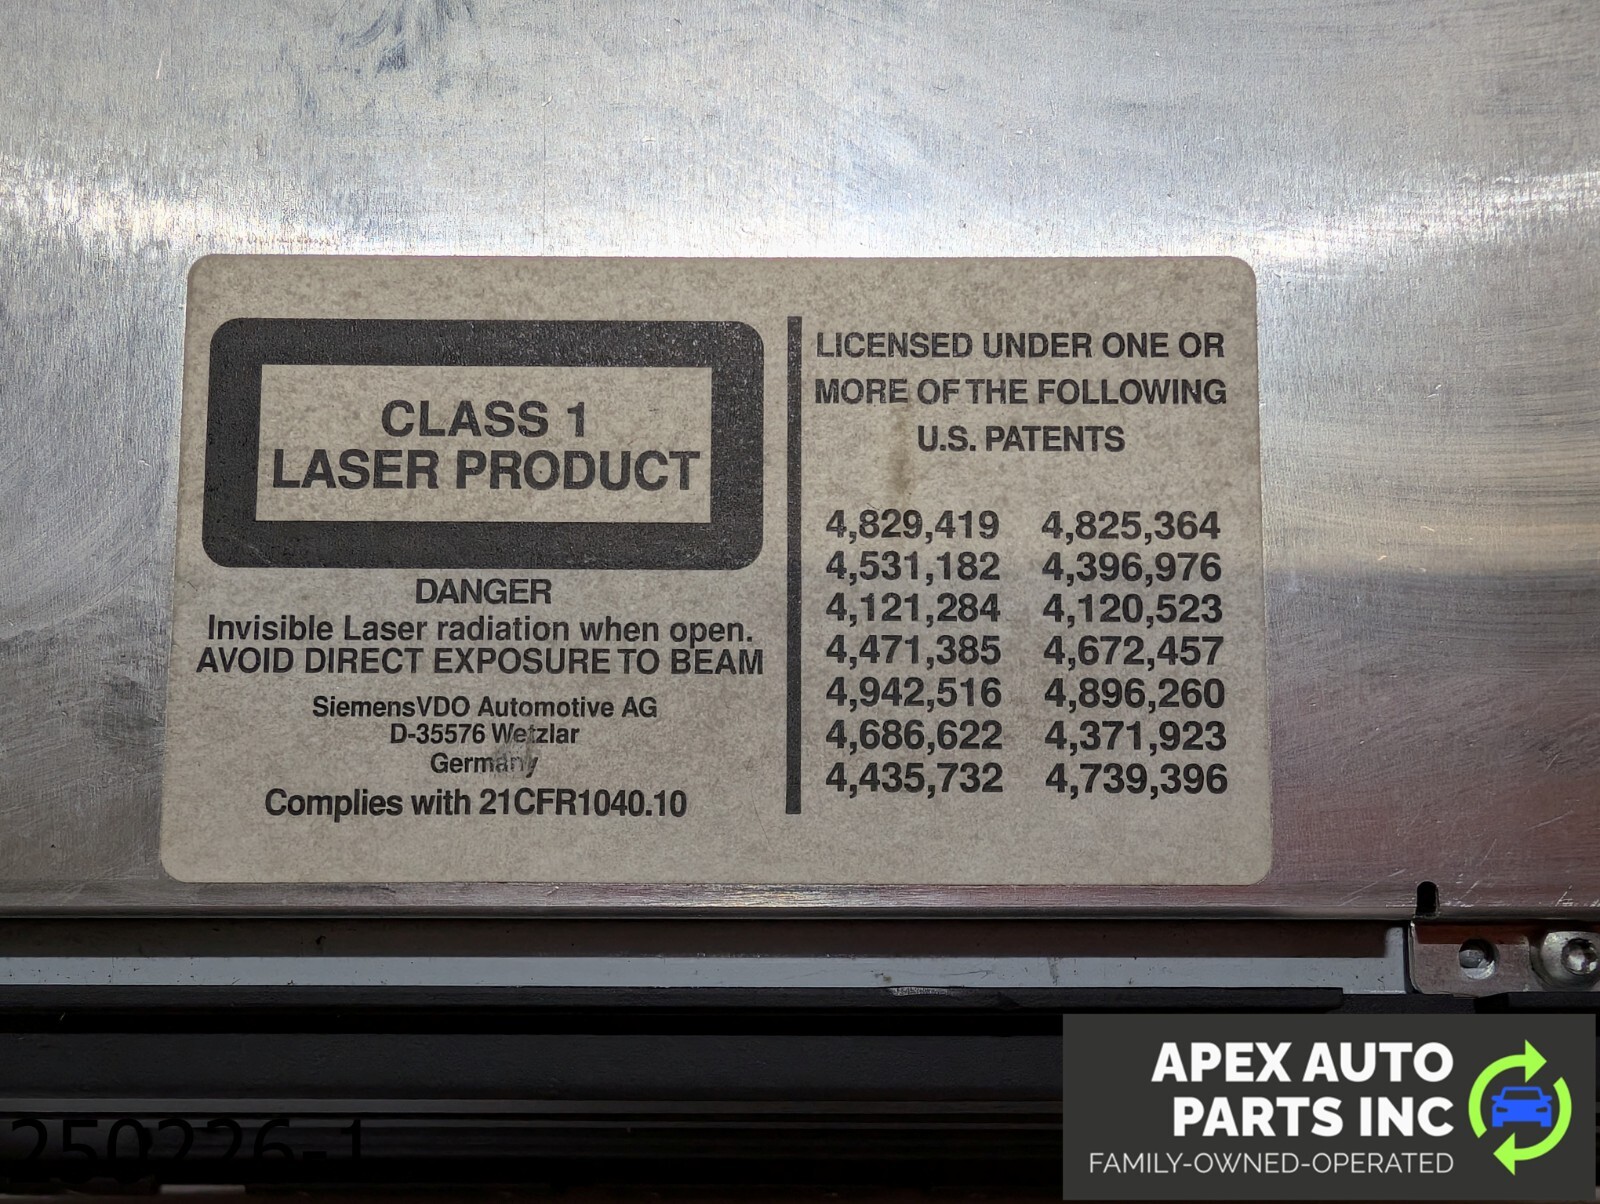 CLASS 1
LASER PRODUCT
DANGER
Invisible Laser radiation when open.
AVOID DIRECT EXPOSURE TO BEAM
SiemensVDO Automotive AG
D-35576 Wetzlar
Germany
Complies with 21CFR1040.10
LICENSED UNDER ONE OR
MORE OF THE FOLLOWING
U.S. PATENTS
4,829,419 4,825,364
4,531,182 4,396,976
4,121,284 4,120,523
4,471,385 4,672,457
4,942,516 4,896,260
4,686,622 4,371,923
4,435,732 4,739,396
250226-1
APEX AUTO
PARTS INC
FAMILY-OWNED-OPERATED